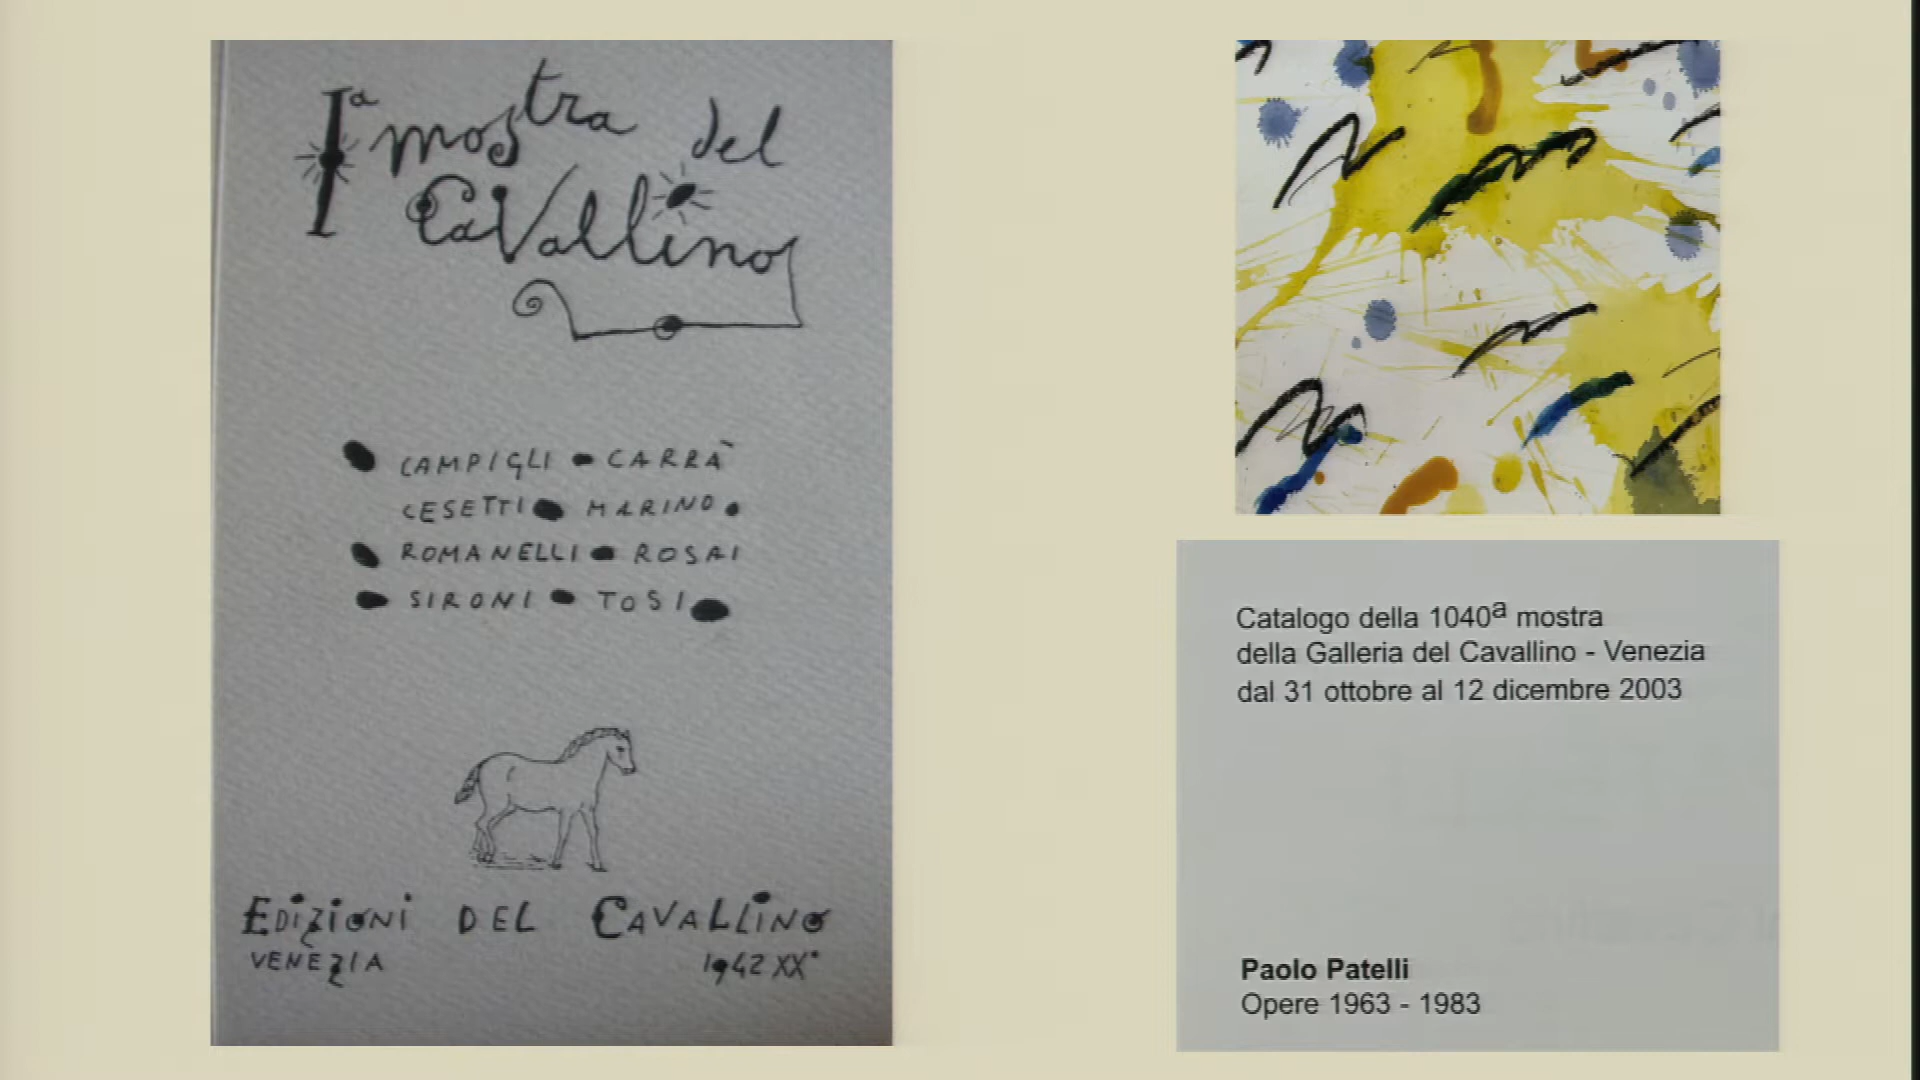 Iª mostra del
Cavallino
CAMPIGLI CARRÀ
CESETTI MARINO
ROMANELLI ROSAI
SIRONI TOSI
EDIZIONI DEL CAVALLINO
VENEZIA 1942 XX°
Catalogo della 1040ª mostra
della Galleria del Cavallino - Venezia
dal 31 ottobre al 12 dicembre 2003
Paolo Patelli
Opere 1963 - 1983